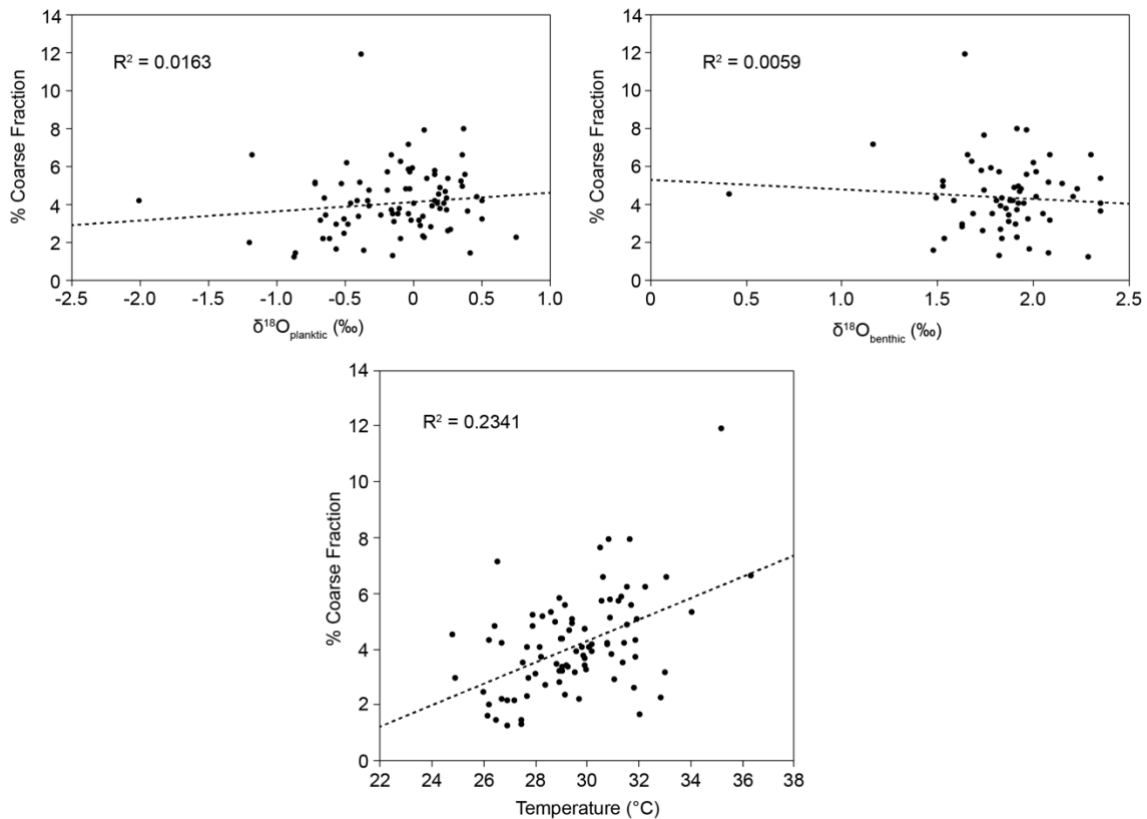 14
12
10
8
6
4
2
0
% Coarse Fraction
R² = 0.0163
-2.5 -2.0 -1.5 -1.0 -0.5 0 0.5 1.0
δ¹⁸Oplanktic (‰)
14
12
10
8
6
4
2
0
% Coarse Fraction
R² = 0.0059
0 0.5 1.0 1.5 2.0 2.5
δ¹⁸Obenthic (‰)
14
12
10
8
6
4
2
0
% Coarse Fraction
R² = 0.2341
22 24 26 28 30 32 34 36 38
Temperature (°C)